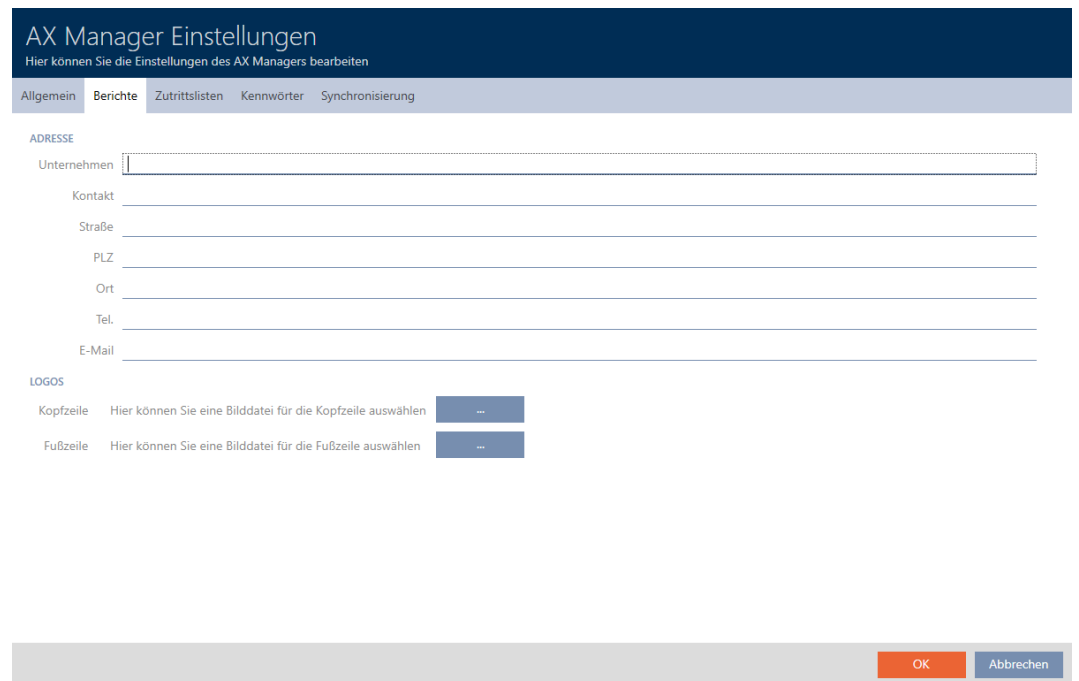 AX Manager Einstellungen
Hier können Sie die Einstellungen des AX Managers bearbeiten
Allgemein Berichte Zutrittslisten Kennwörter Synchronisierung
ADRESSE
Unternehmen
Kontakt
Straße
PLZ
Ort
Tel.
E-Mail
LOGOS
Kopfzeile Hier können Sie eine Bilddatei für die Kopfzeile auswählen ...
Fußzeile Hier können Sie eine Bilddatei für die Fußzeile auswählen ...
OK Abbrechen